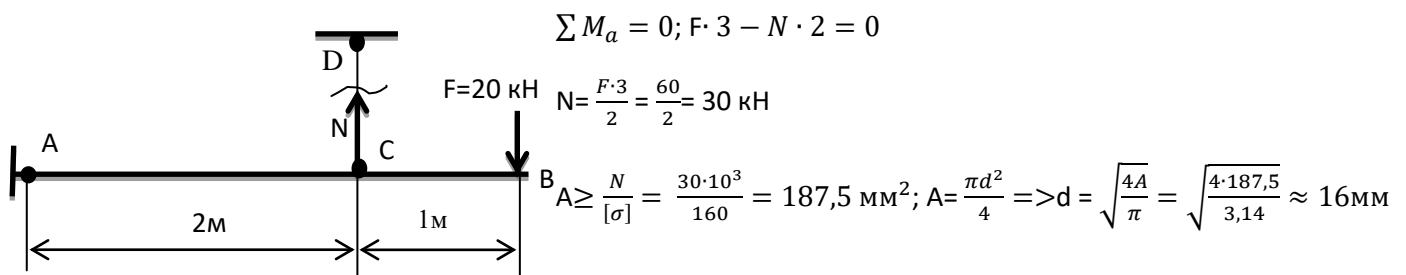 ∑ Mₐ = 0; F· 3 − N · 2 = 0
D
F=20 кН
N= F·3/2 = 60/2 = 30 кН
N
A
C
B
A≥ N/[σ] = 30·10³/160 = 187,5 мм²; A= πd²/4 =>d = √(4A/π) = √(4·187,5/3,14) ≈ 16мм
2м
1м